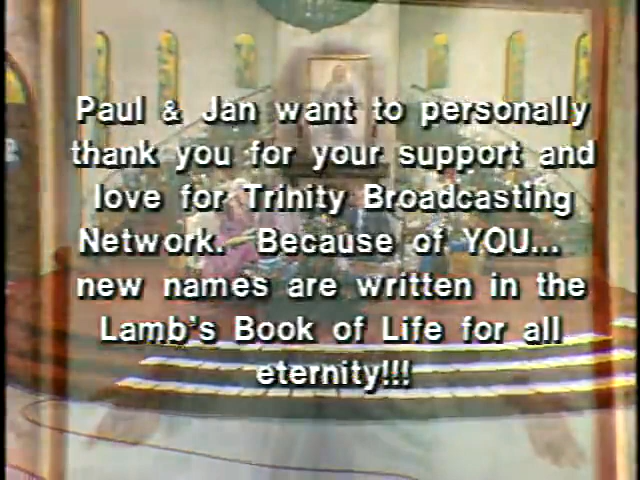 Paul & Jan want to personally
thank you for your support and
love for Trinity Broadcasting
Network. Because of YOU...
new names are written in the
Lamb's Book of Life for all
eternity!!!